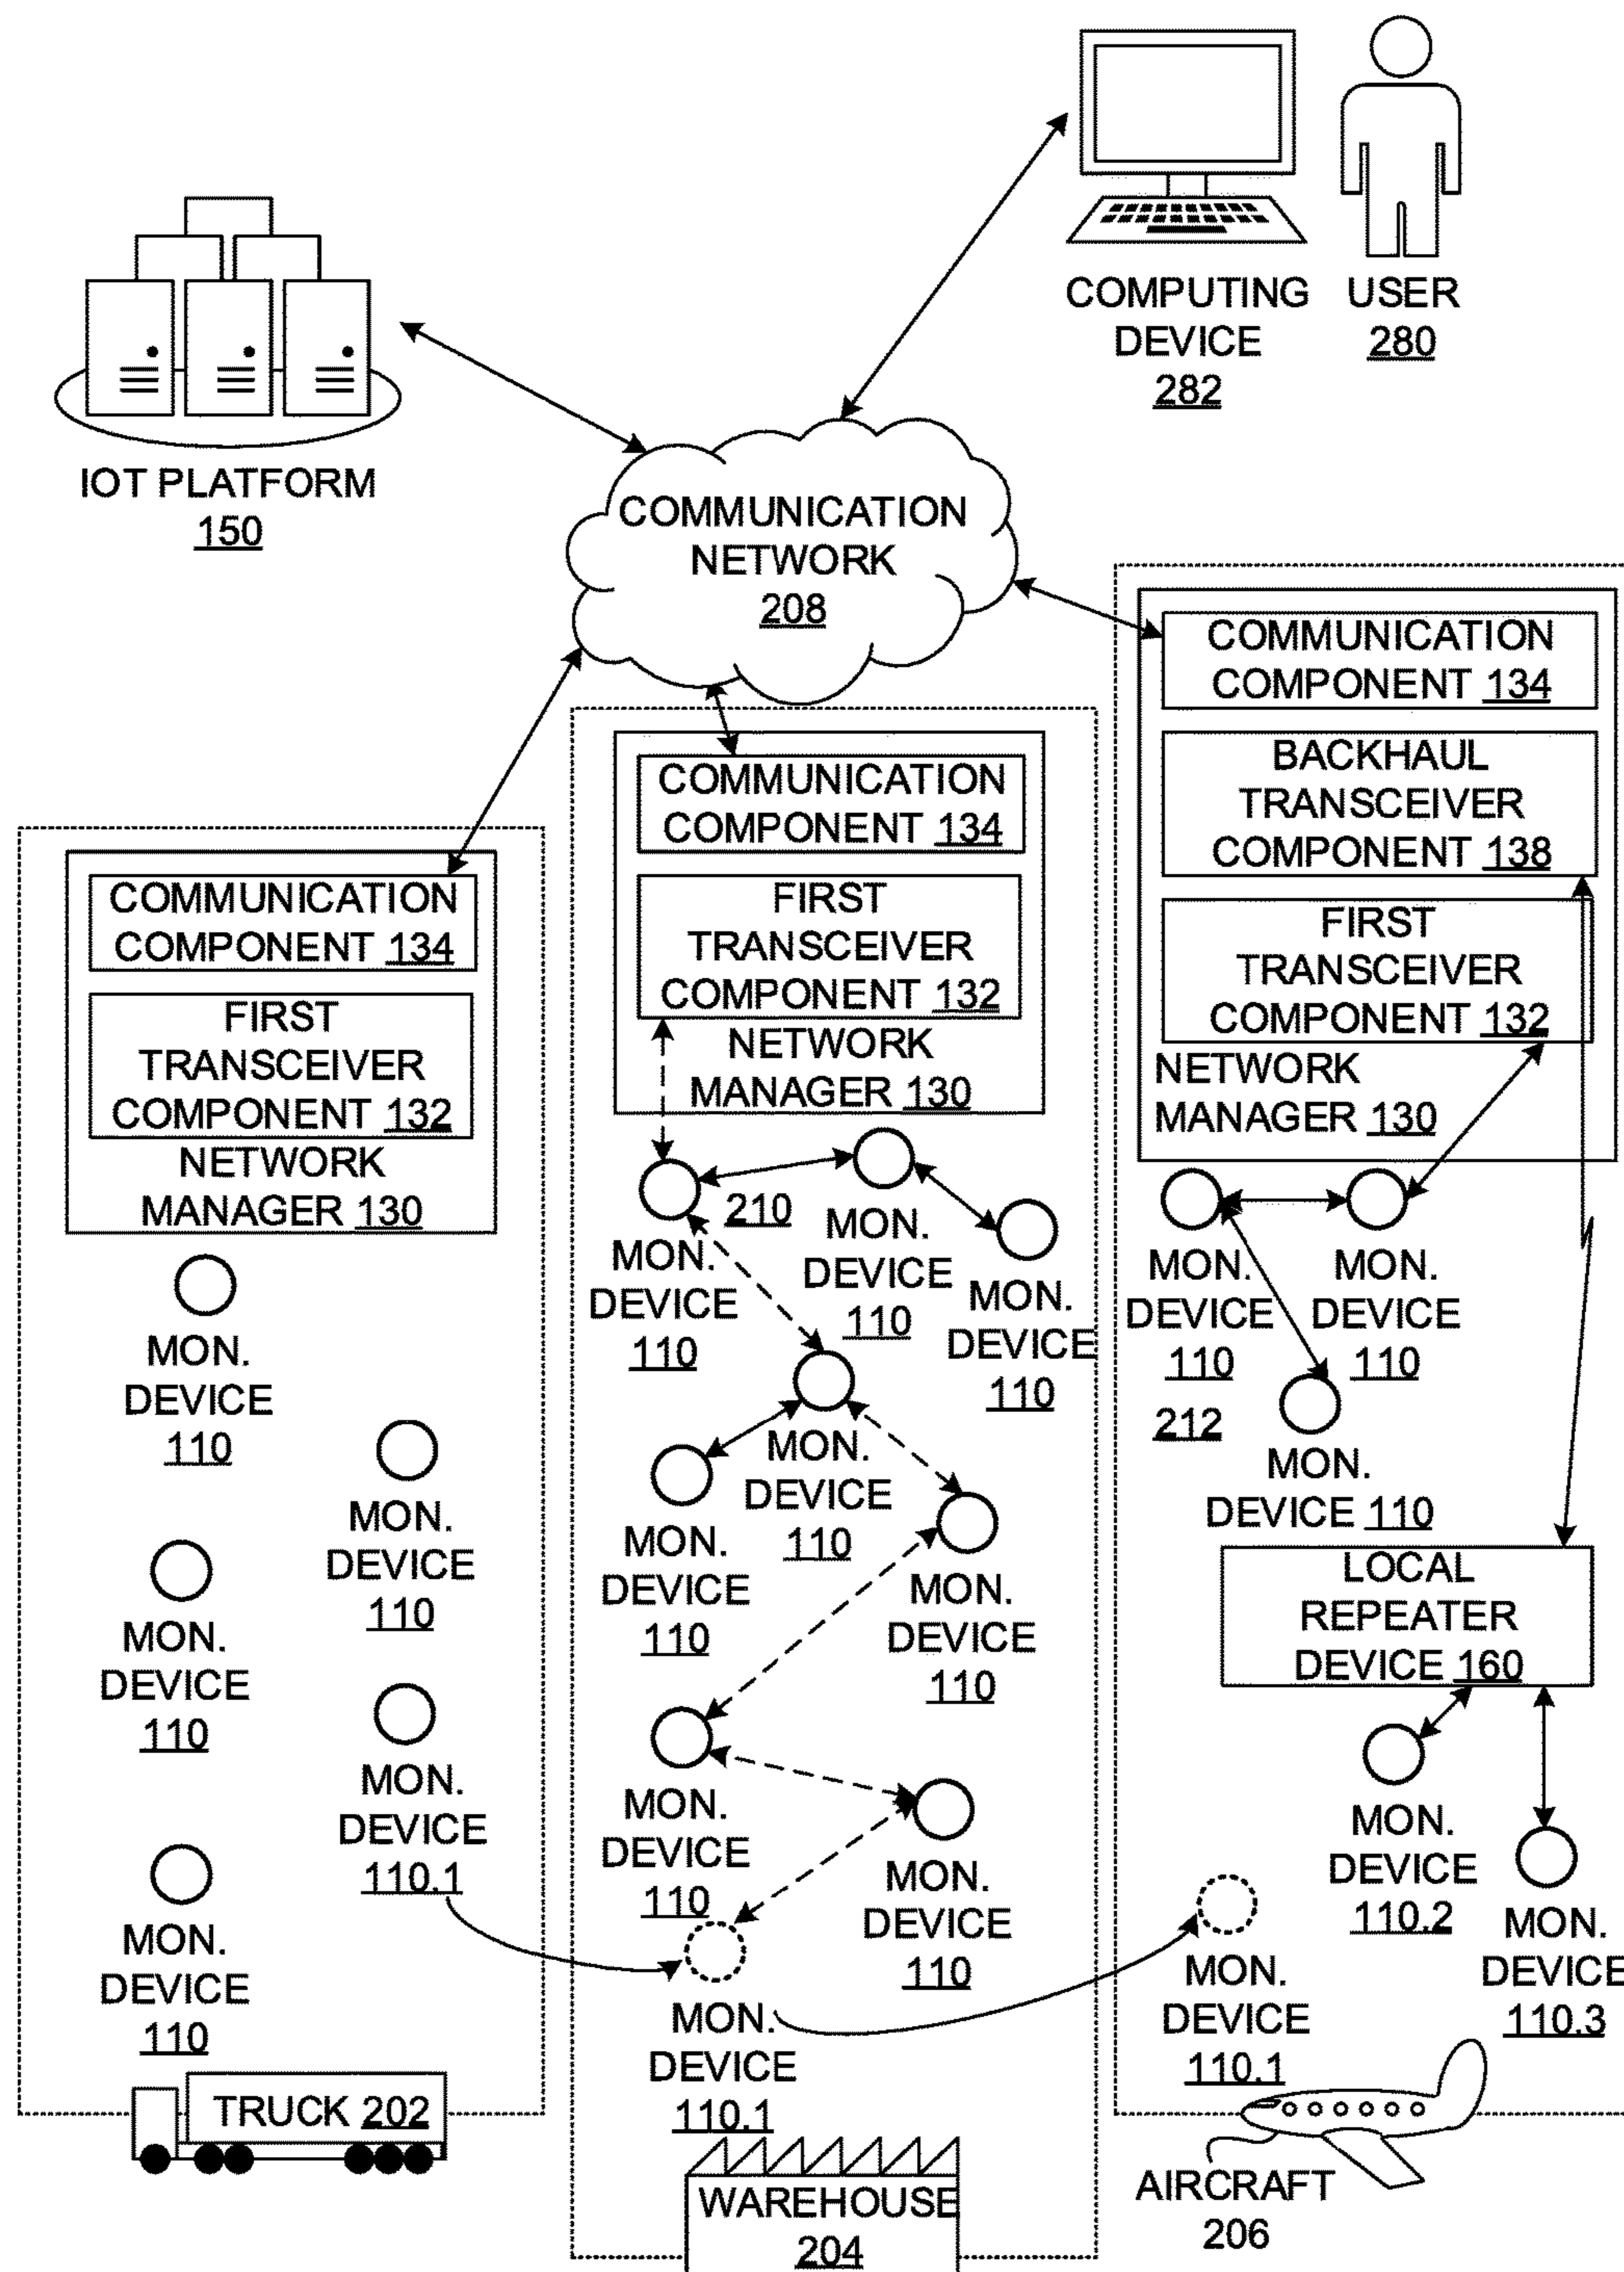 COMPUTING
DEVICE
282
USER
280
IOT PLATFORM
150
COMMUNICATION
NETWORK
208
COMMUNICATION
COMPONENT 134
FIRST
TRANSCEIVER
COMPONENT 132
NETWORK
MANAGER 130
MON.
DEVICE
110
MON.
DEVICE
110
MON.
DEVICE
110
MON.
DEVICE
110.1
MON.
DEVICE
110
TRUCK 202
COMMUNICATION
COMPONENT 134
FIRST
TRANSCEIVER
COMPONENT 132
NETWORK
MANAGER 130
210
MON.
DEVICE
110
MON.
DEVICE
110
MON.
DEVICE
110
MON.
DEVICE
110
MON.
DEVICE
110
MON.
DEVICE
110
MON.
DEVICE
110
MON.
DEVICE
110
MON.
DEVICE
110.1
WAREHOUSE
204
COMMUNICATION
COMPONENT 134
BACKHAUL
TRANSCEIVER
COMPONENT 138
FIRST
TRANSCEIVER
COMPONENT 132
NETWORK
MANAGER 130
MON.
DEVICE
110
MON.
DEVICE
110
212
MON.
DEVICE 110
LOCAL
REPEATER
DEVICE 160
MON.
DEVICE
110.2
MON.
DEVICE
110.3
MON.
DEVICE
110.1
AIRCRAFT
206